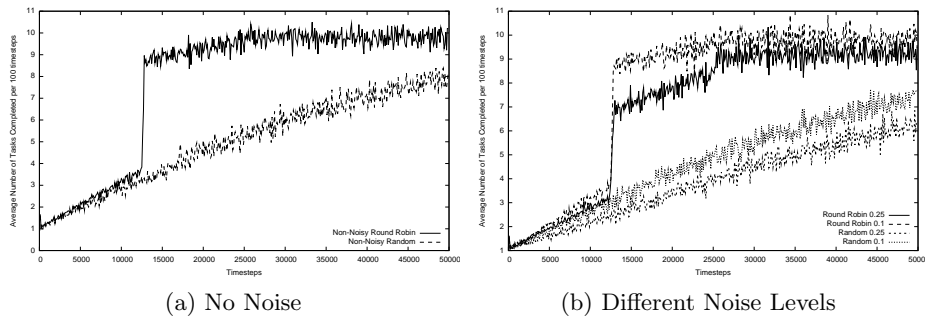 11
10
9
8
7
6
5
4
3
2
1
0
Average Number of Tasks Completed per 100 timesteps
Non-Noisy Round Robin
Non-Noisy Random
0 5000 10000 15000 20000 25000 30000 35000 40000 45000 50000
Timesteps
(a) No Noise
11
10
9
8
7
6
5
4
3
2
1
Average Number of Tasks Completed per 100 timesteps
Round Robin 0.25
Round Robin 0.1
Random 0.25
Random 0.1
0 5000 10000 15000 20000 25000 30000 35000 40000 45000 5000
Timesteps
(b) Different Noise Levels